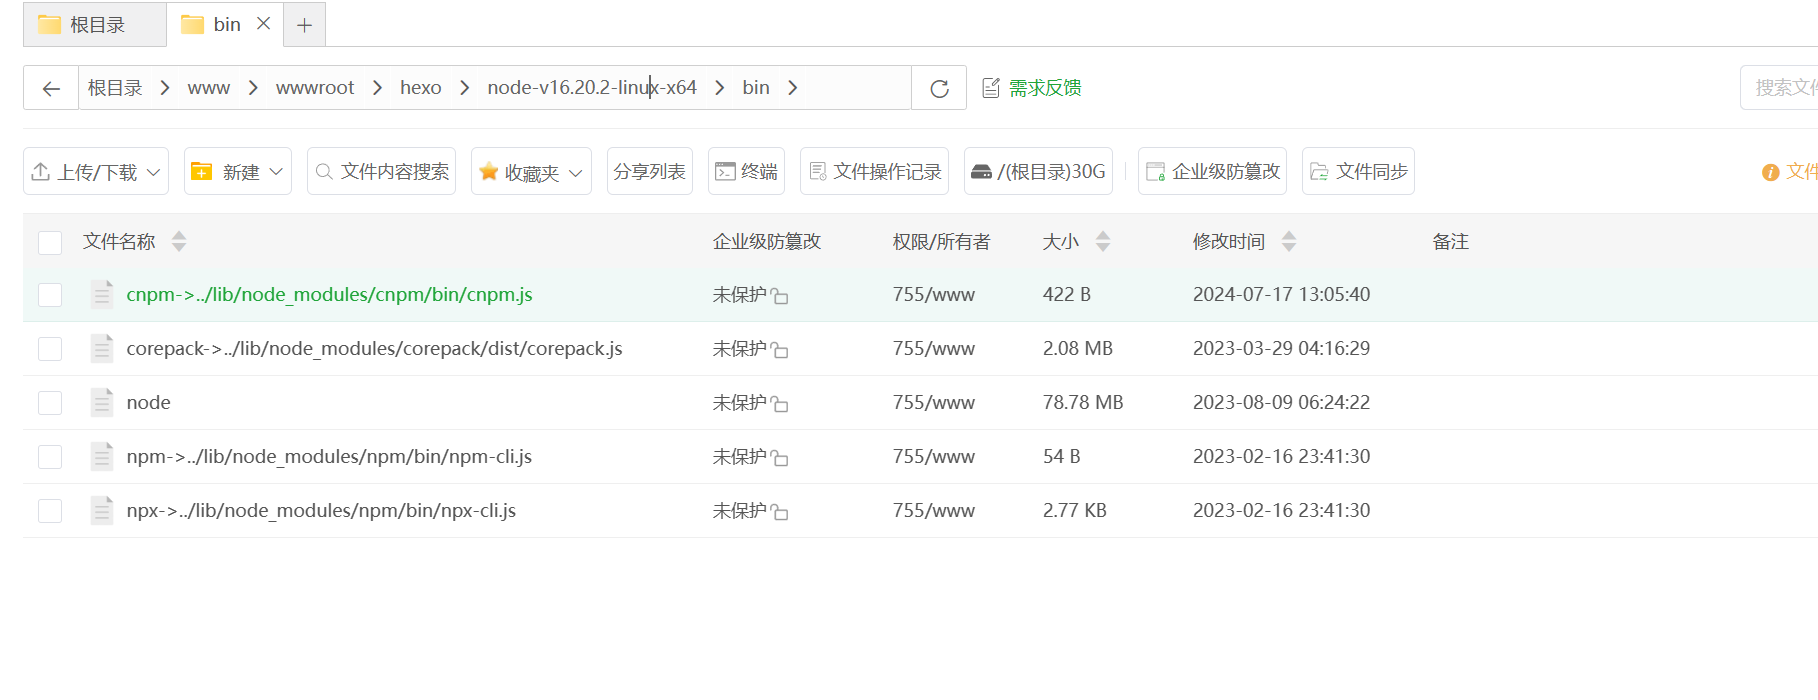 根目录 bin
根目录 www wwwroot hexo node-v16.20.2-linux-x64 bin 需求反馈 搜索文件
上传/下载 新建 文件内容搜索 收藏夹 分享列表 终端 文件操作记录 /(根目录)30G 企业级防篡改 文件同步 文件
文件名称 企业级防篡改 权限/所有者 大小 修改时间 备注
cnpm->../lib/node_modules/cnpm/bin/cnpm.js 未保护 755/www 422 B 2024-07-17 13:05:40
corepack->../lib/node_modules/corepack/dist/corepack.js 未保护 755/www 2.08 MB 2023-03-29 04:16:29
node 未保护 755/www 78.78 MB 2023-08-09 06:24:22
npm->../lib/node_modules/npm/bin/npm-cli.js 未保护 755/www 54 B 2023-02-16 23:41:30
npx->../lib/node_modules/npm/bin/npx-cli.js 未保护 755/www 2.77 KB 2023-02-16 23:41:30